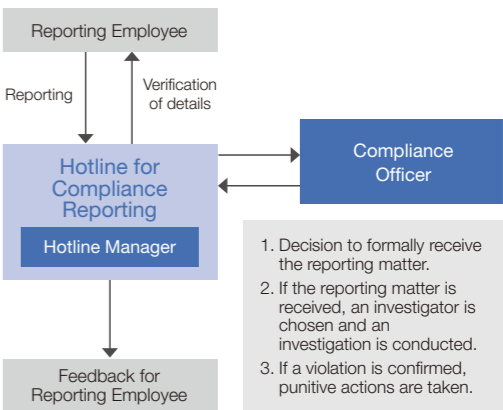 Reporting Employee
Reporting
Verification
of details
Hotline for
Compliance
Reporting
Hotline Manager
Compliance
Officer
1. Decision to formally receive
the reporting matter.
2. If the reporting matter is
received, an investigator is
chosen and an
investigation is conducted.
3. If a violation is confirmed,
punitive actions are taken.
Feedback for
Reporting Employee